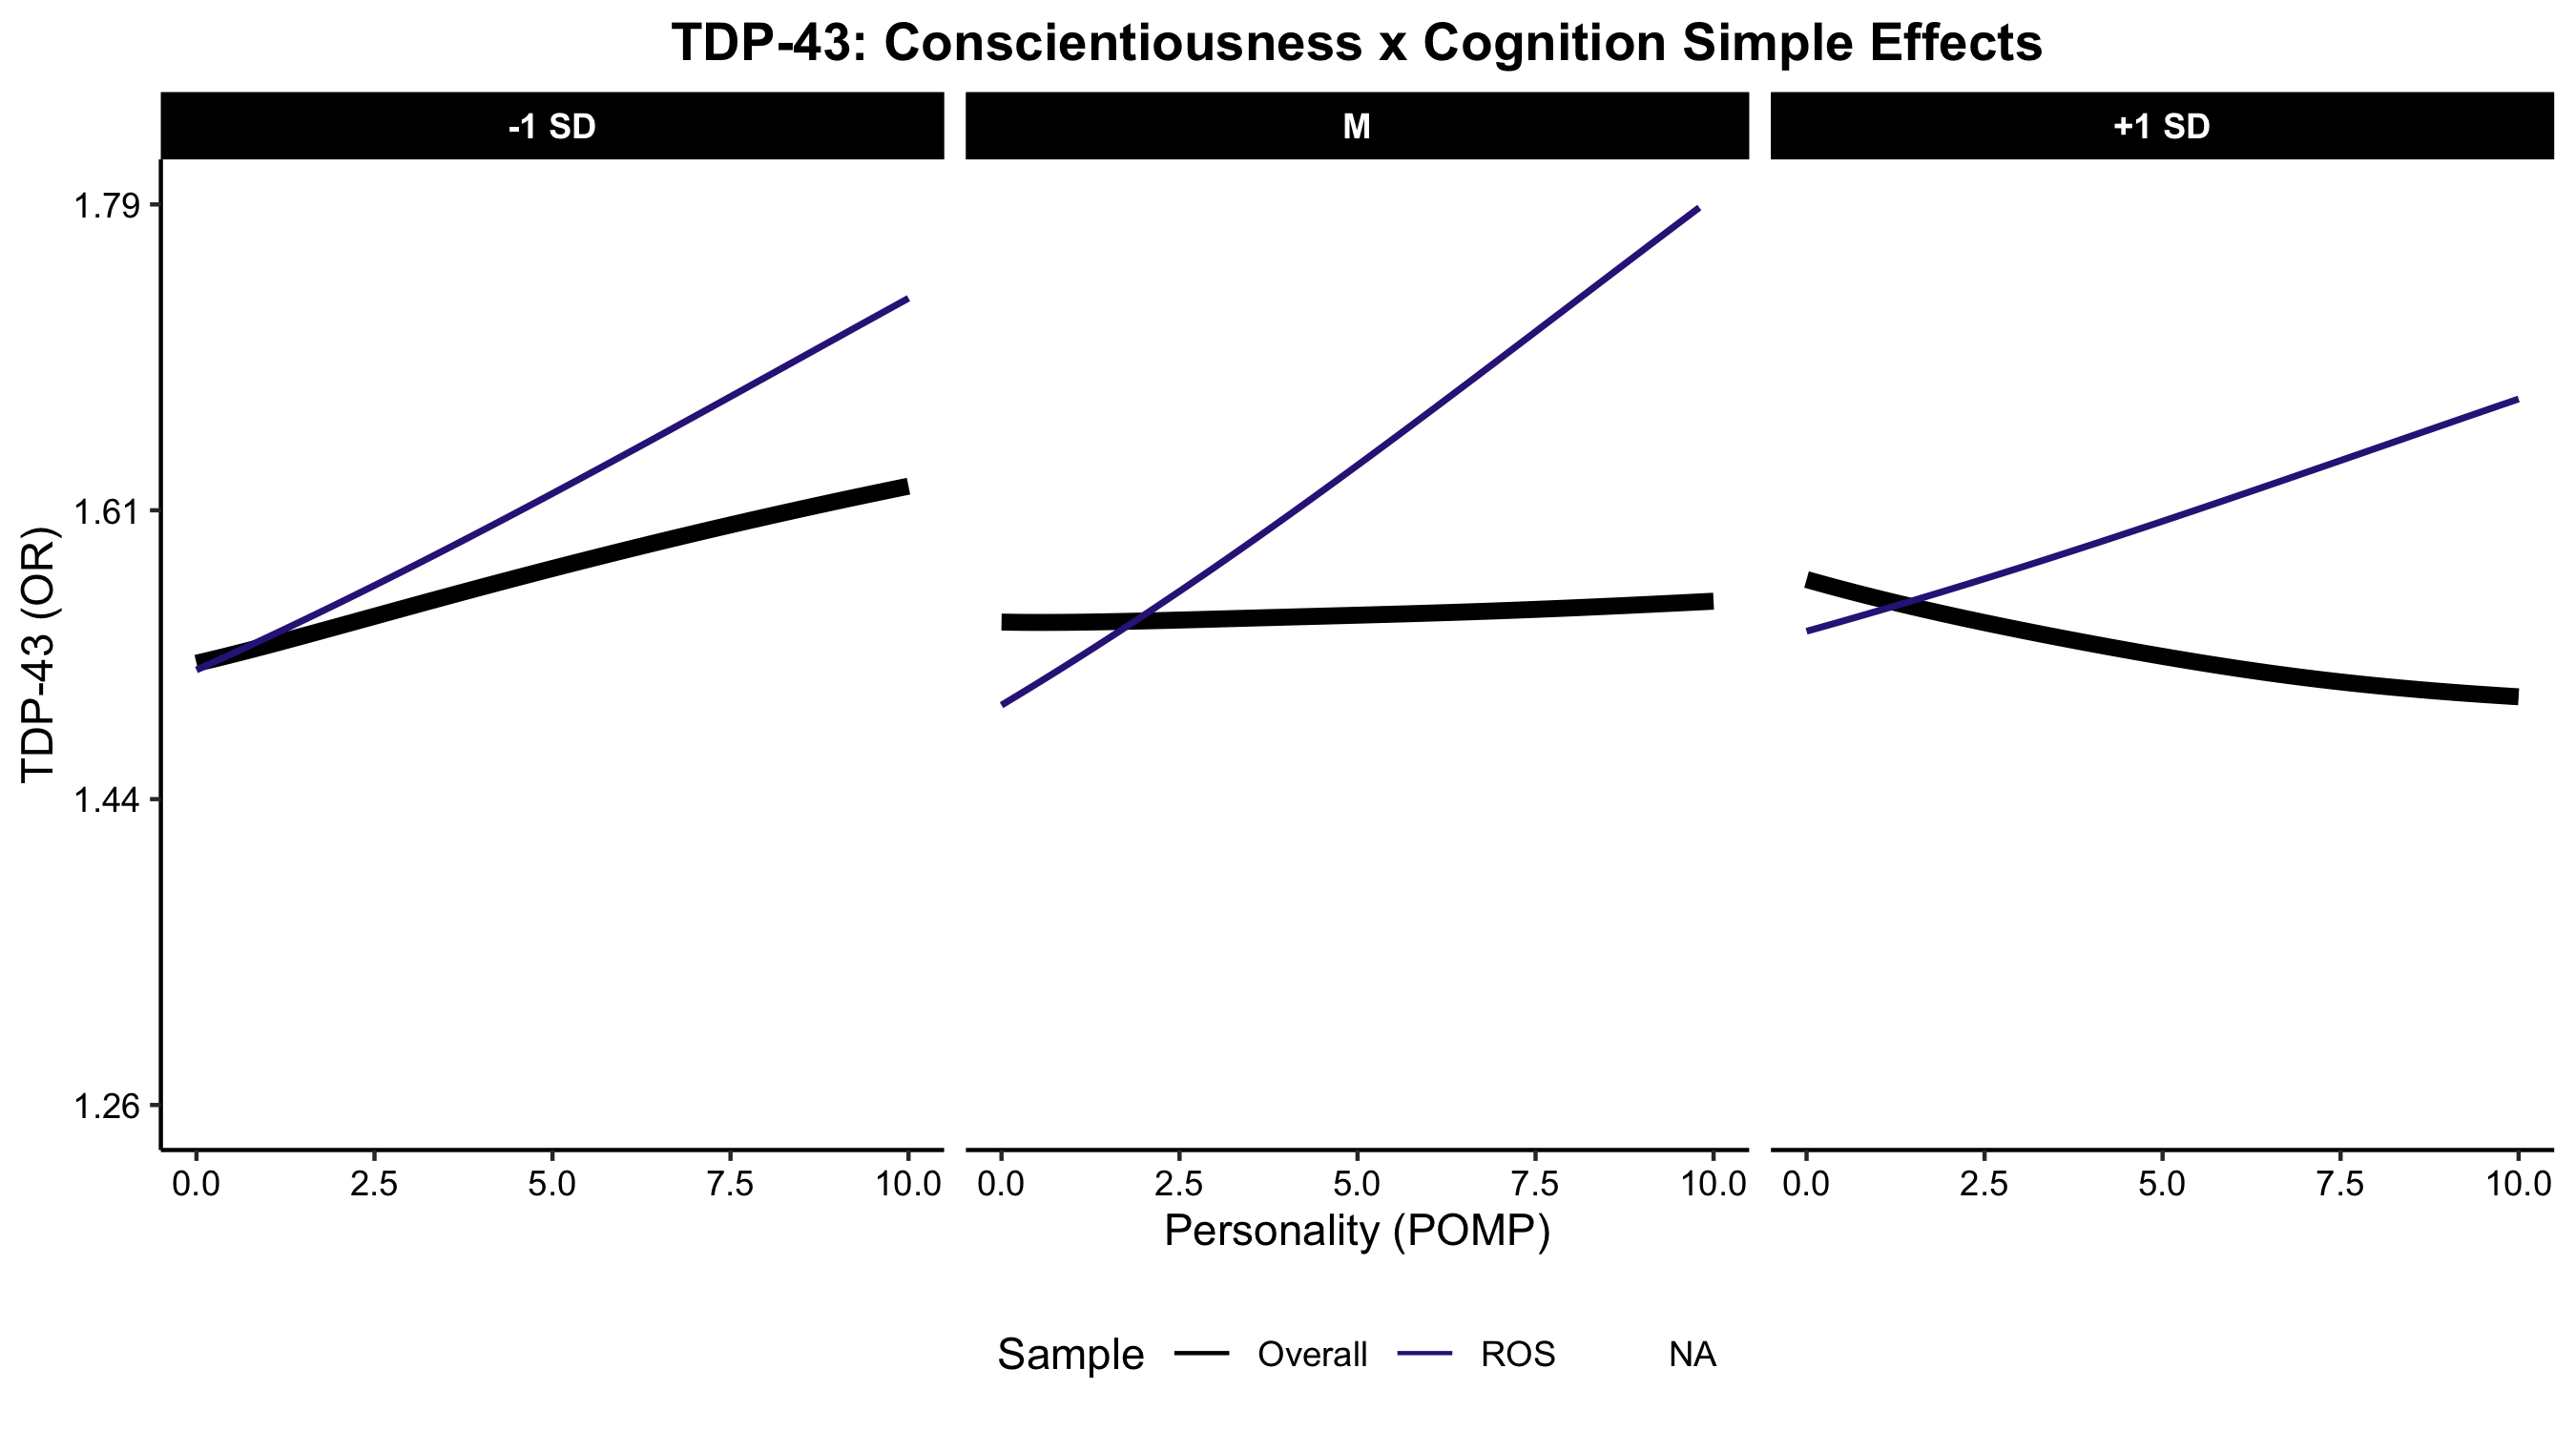 TDP-43: Conscientiousness x Cognition Simple Effects
-1 SD M +1 SD
1.79
1.61
1.44
1.26
TDP-43 (OR)
0.0 2.5 5.0 7.5 10.0 0.0 2.5 5.0 7.5 10.0 0.0 2.5 5.0 7.5 10.0
Personality (POMP)
Sample Overall ROS NA